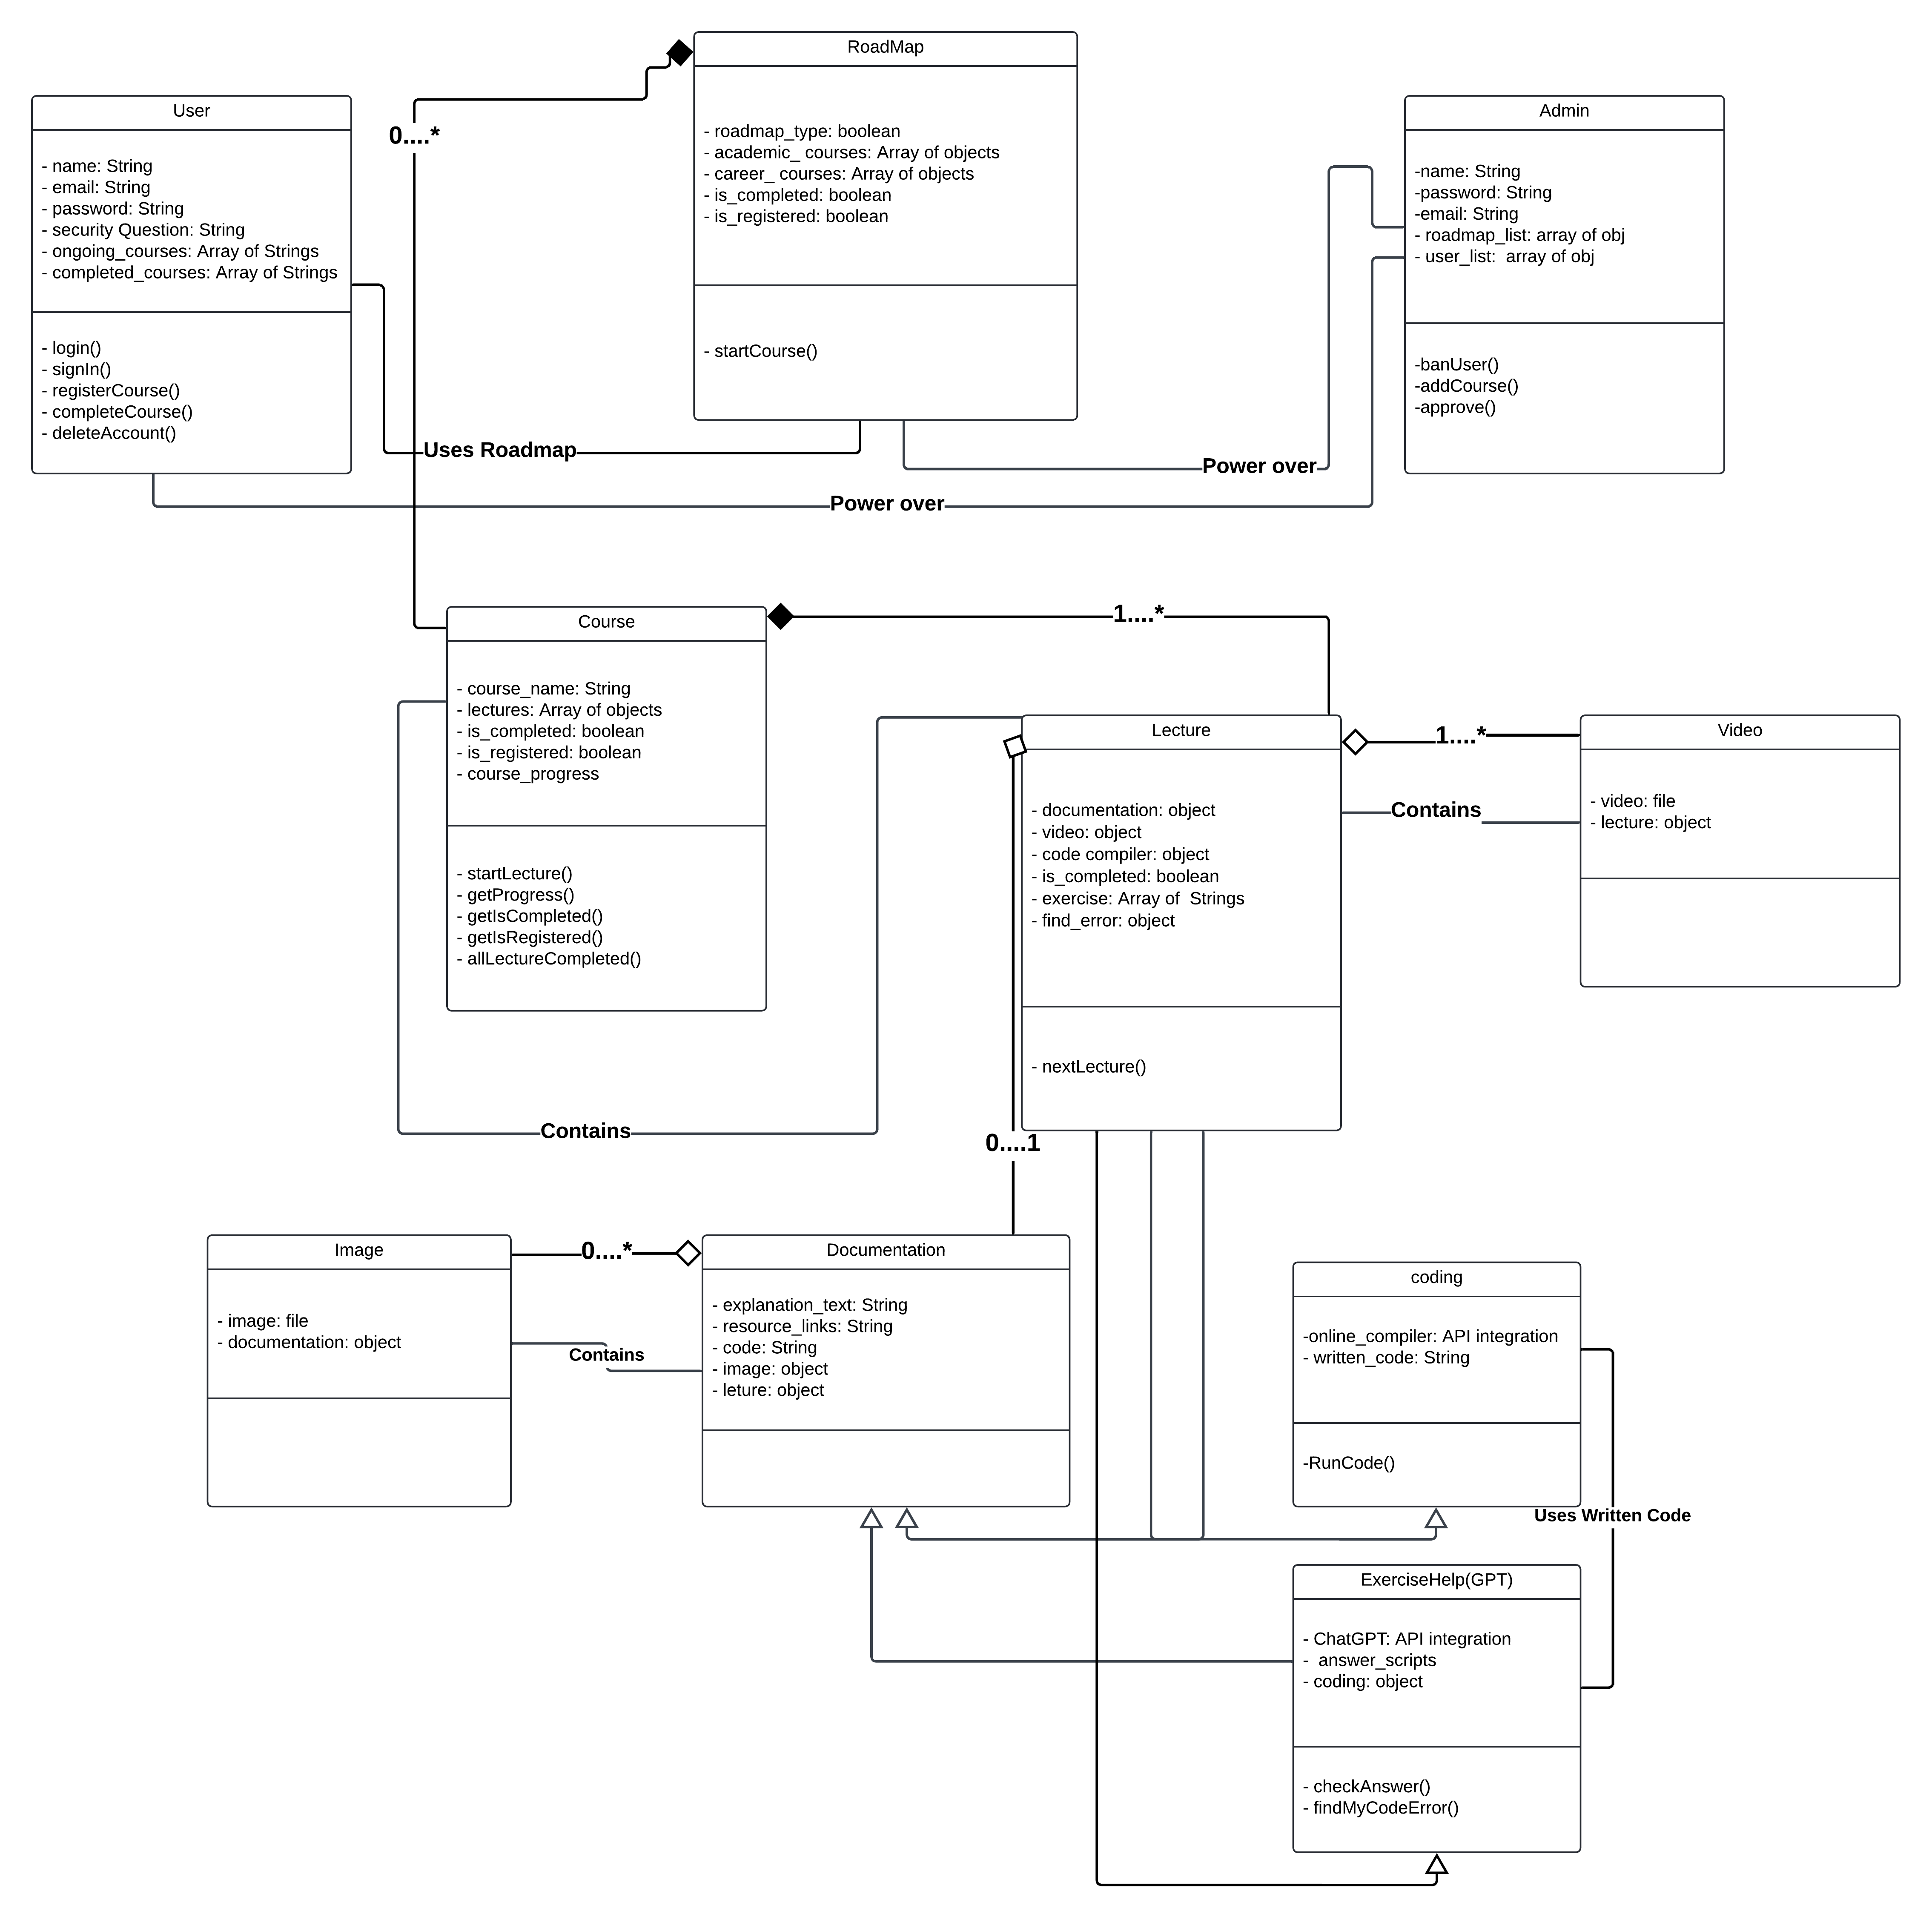 RoadMap
- roadmap_type: boolean
- academic_ courses: Array of objects
- career_ courses: Array of objects
- is_completed: boolean
- is_registered: boolean
- startCourse()
User
- name: String
- email: String
- password: String
- security Question: String
- ongoing_courses: Array of Strings
- completed_courses: Array of Strings
- login()
- signIn()
- registerCourse()
- completeCourse()
- deleteAccount()
0....*
Admin
-name: String
-password: String
-email: String
- roadmap_list: array of obj
- user_list:  array of obj
-banUser()
-addCourse()
-approve()
Uses Roadmap
Power over
Power over
Course
- course_name: String
- lectures: Array of objects
- is_completed: boolean
- is_registered: boolean
- course_progress
- startLecture()
- getProgress()
- getIsCompleted()
- getIsRegistered()
- allLectureCompleted()
1....*
Lecture
- documentation: object
- video: object
- code compiler: object
- is_completed: boolean
- exercise: Array of  Strings
- find_error: object
- nextLecture()
1....*
Contains
Video
- video: file
- lecture: object
Contains
0....1
Image
- image: file
- documentation: object
0....*
Contains
Documentation
- explanation_text: String
- resource_links: String
- code: String
- image: object
- leture: object
coding
-online_compiler: API integration
- written_code: String
-RunCode()
Uses Written Code
ExerciseHelp(GPT)
- ChatGPT: API integration
-  answer_scripts
- coding: object
- checkAnswer()
- findMyCodeError()